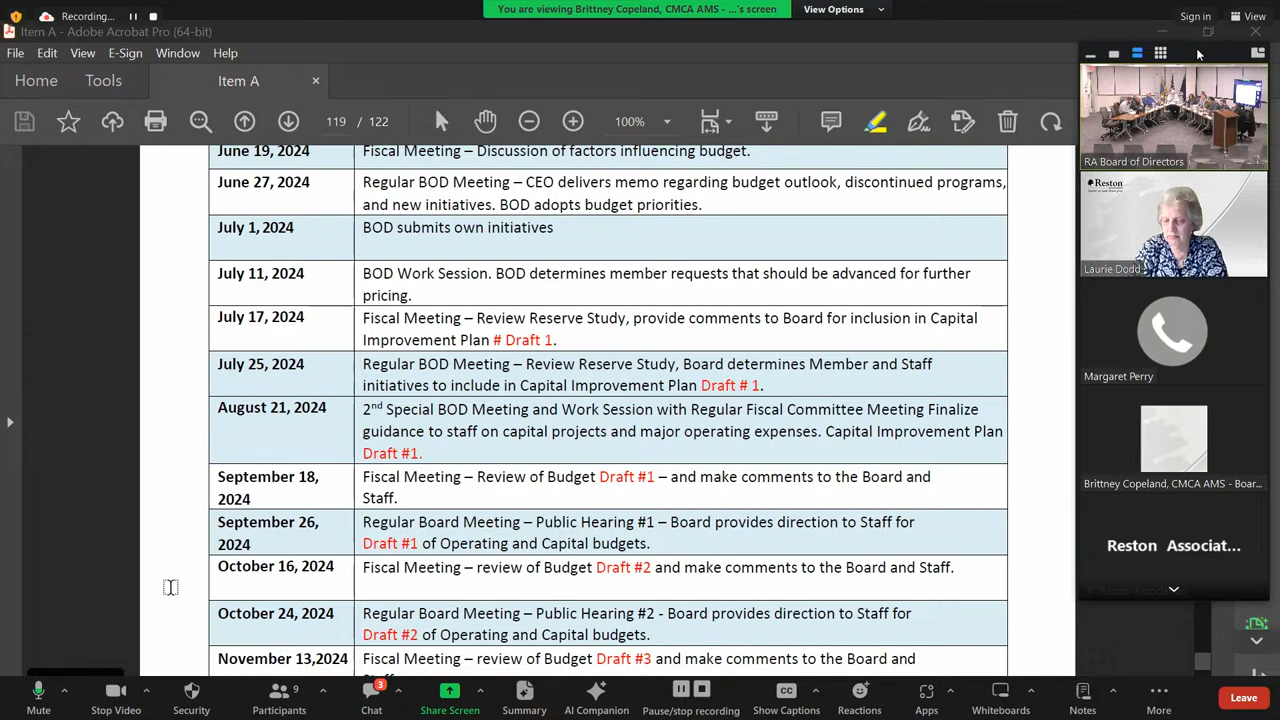 Recording...
You are viewing Brittney Copeland, CMCA AMS - ...'s screen
View Options
Sign in
View
Item A - Adobe Acrobat Pro (64-bit)
File Edit View E-Sign Window Help
Home Tools Item A
119 / 122
100%
June 19, 2024 Fiscal Meeting – Discussion of factors influencing budget.
June 27, 2024 Regular BOD Meeting – CEO delivers memo regarding budget outlook, discontinued programs,
and new initiatives. BOD adopts budget priorities.
July 1, 2024 BOD submits own initiatives
July 11, 2024 BOD Work Session. BOD determines member requests that should be advanced for further
pricing.
July 17, 2024 Fiscal Meeting – Review Reserve Study, provide comments to Board for inclusion in Capital
Improvement Plan # Draft 1.
July 25, 2024 Regular BOD Meeting – Review Reserve Study, Board determines Member and Staff
initiatives to include in Capital Improvement Plan Draft # 1.
August 21, 2024 2nd Special BOD Meeting and Work Session with Regular Fiscal Committee Meeting Finalize
guidance to staff on capital projects and major operating expenses. Capital Improvement Plan
Draft #1.
September 18, Fiscal Meeting – Review of Budget Draft #1 – and make comments to the Board and
2024 Staff.
September 26, Regular Board Meeting – Public Hearing #1 – Board provides direction to Staff for
2024 Draft #1 of Operating and Capital budgets.
October 16, 2024 Fiscal Meeting – review of Budget Draft #2 and make comments to the Board and Staff.
October 24, 2024 Regular Board Meeting – Public Hearing #2 - Board provides direction to Staff for
Draft #2 of Operating and Capital budgets.
November 13,2024 Fiscal Meeting – review of Budget Draft #3 and make comments to the Board and
RA Board of Directors
Reston
Laurie Dodd
Margaret Perry
Brittney Copeland, CMCA AMS - Boar...
Reston Associat...
Mute
Stop Video
Security
9
Participants
3
Chat
Share Screen
Summary
AI Companion
Pause/stop recording
CC
Show Captions
Reactions
Apps
Whiteboards
Notes
More
Leave